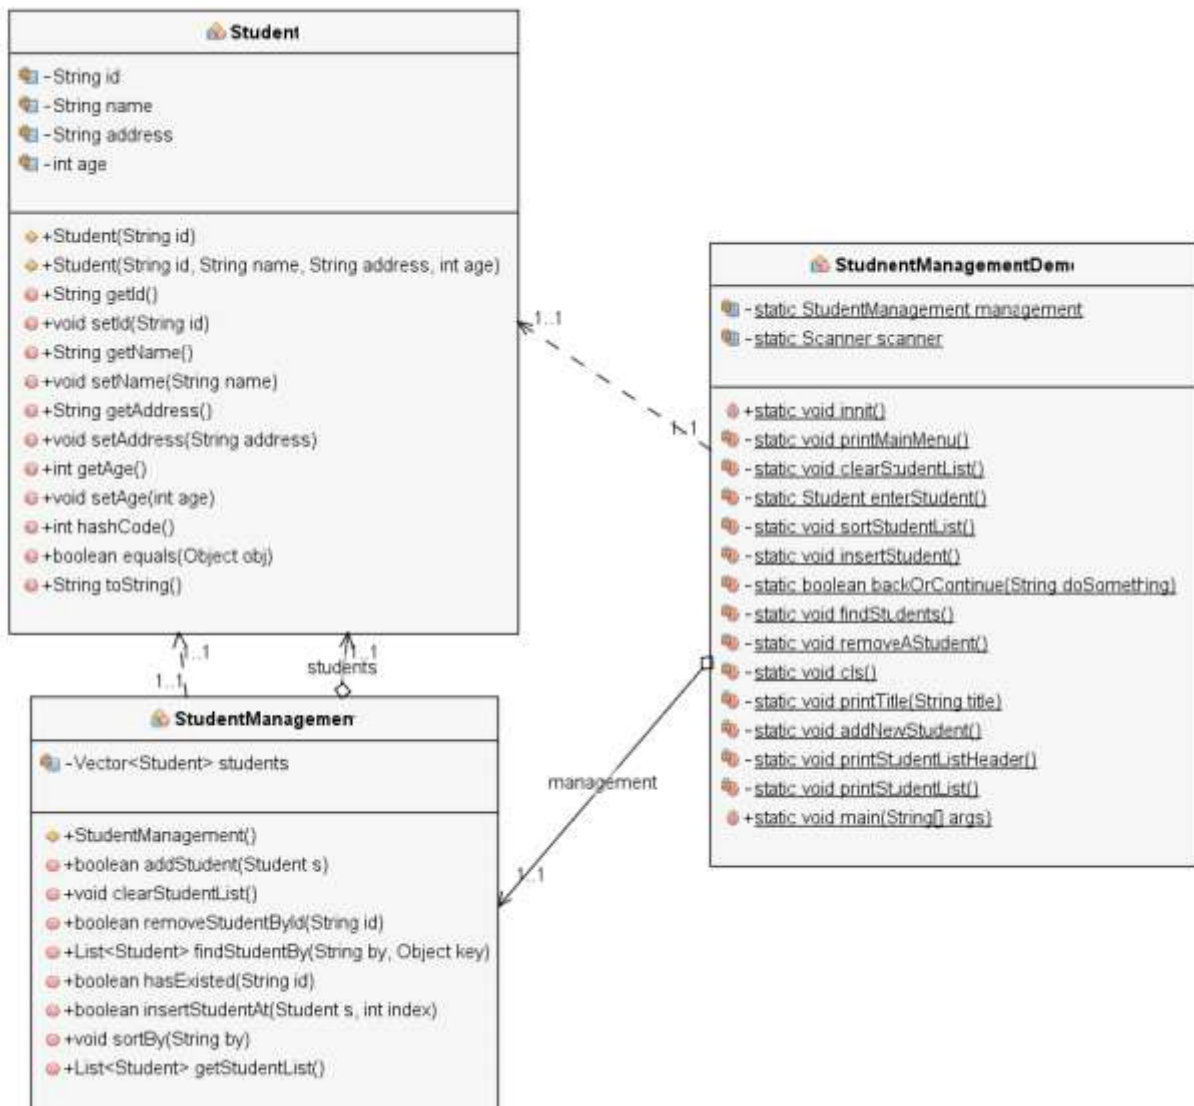 Student
-String id
-String name
-String address
-int age
+Student(String id)
+Student(String id, String name, String address, int age)
+String getId()
+void setId(String id)
+String getName()
+void setName(String name)
+String getAddress()
+void setAddress(String address)
+int getAge()
+void setAge(int age)
+int hashCode()
+boolean equals(Object obj)
+String toString()
1..1
1..1
1..1
1..1
students
StudentManagemen
-Vector<Student> students
+StudentManagement()
+boolean addStudent(Student s)
+void clearStudentList()
+boolean removeStudentById(String id)
+List<Student> findStudentBy(String by, Object key)
+boolean hasExisted(String id)
+boolean insertStudentAt(Student s, int index)
+void sortBy(String by)
+List<Student> getStudentList()
management
1..1
1..1
StudnentManagementDem
-static StudentManagement management
-static Scanner scanner
+static void innit()
-static void printMainMenu()
-static void clearStudentList()
-static Student enterStudent()
-static void sortStudentList()
-static void insertStudent()
-static boolean backOrContinue(String doSomething)
-static void findStudents()
-static void removeAStudent()
-static void cls()
-static void printTitle(String title)
-static void addNewStudent()
-static void printStudentListHeader()
-static void printStudentList()
+static void main(String[] args)